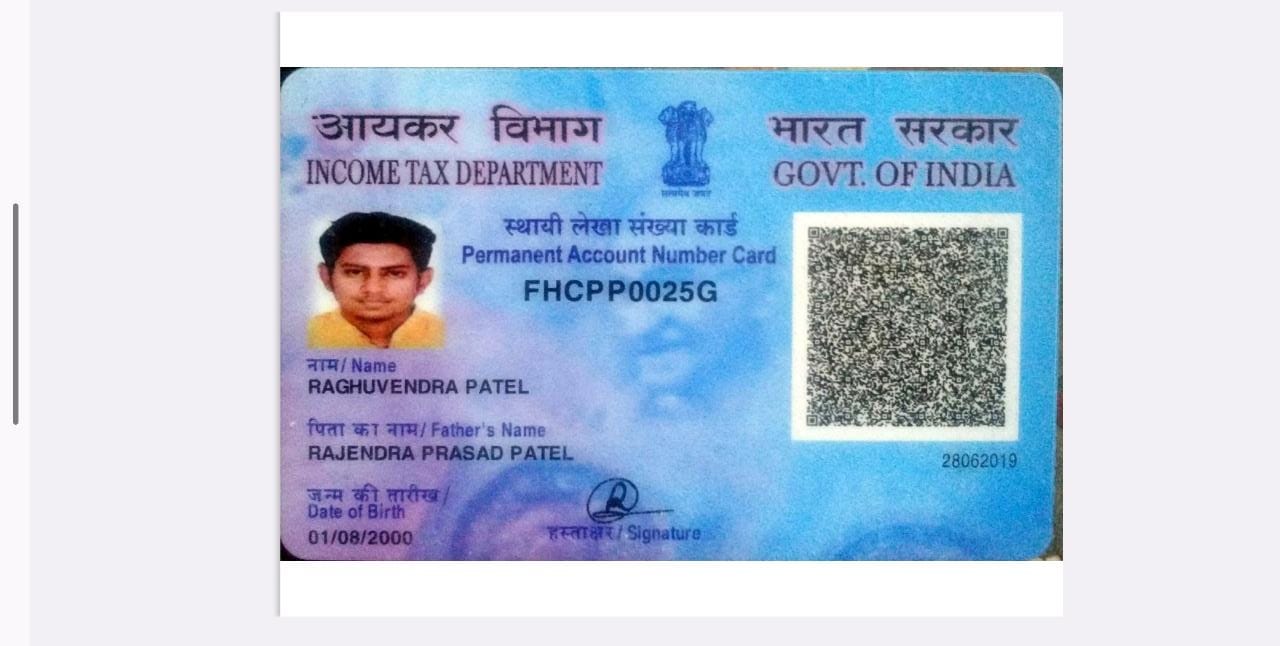 आयकर विभाग
INCOME TAX DEPARTMENT
सत्यमेव जयते
भारत सरकार
GOVT. OF INDIA
स्थायी लेखा संख्या कार्ड
Permanent Account Number Card
FHCPP0025G
नाम / Name
RAGHUVENDRA PATEL
पिता का नाम / Father's Name
RAJENDRA PRASAD PATEL
28062019
जन्म की तारीख /
Date of Birth
01/08/2000
हस्ताक्षर / Signature